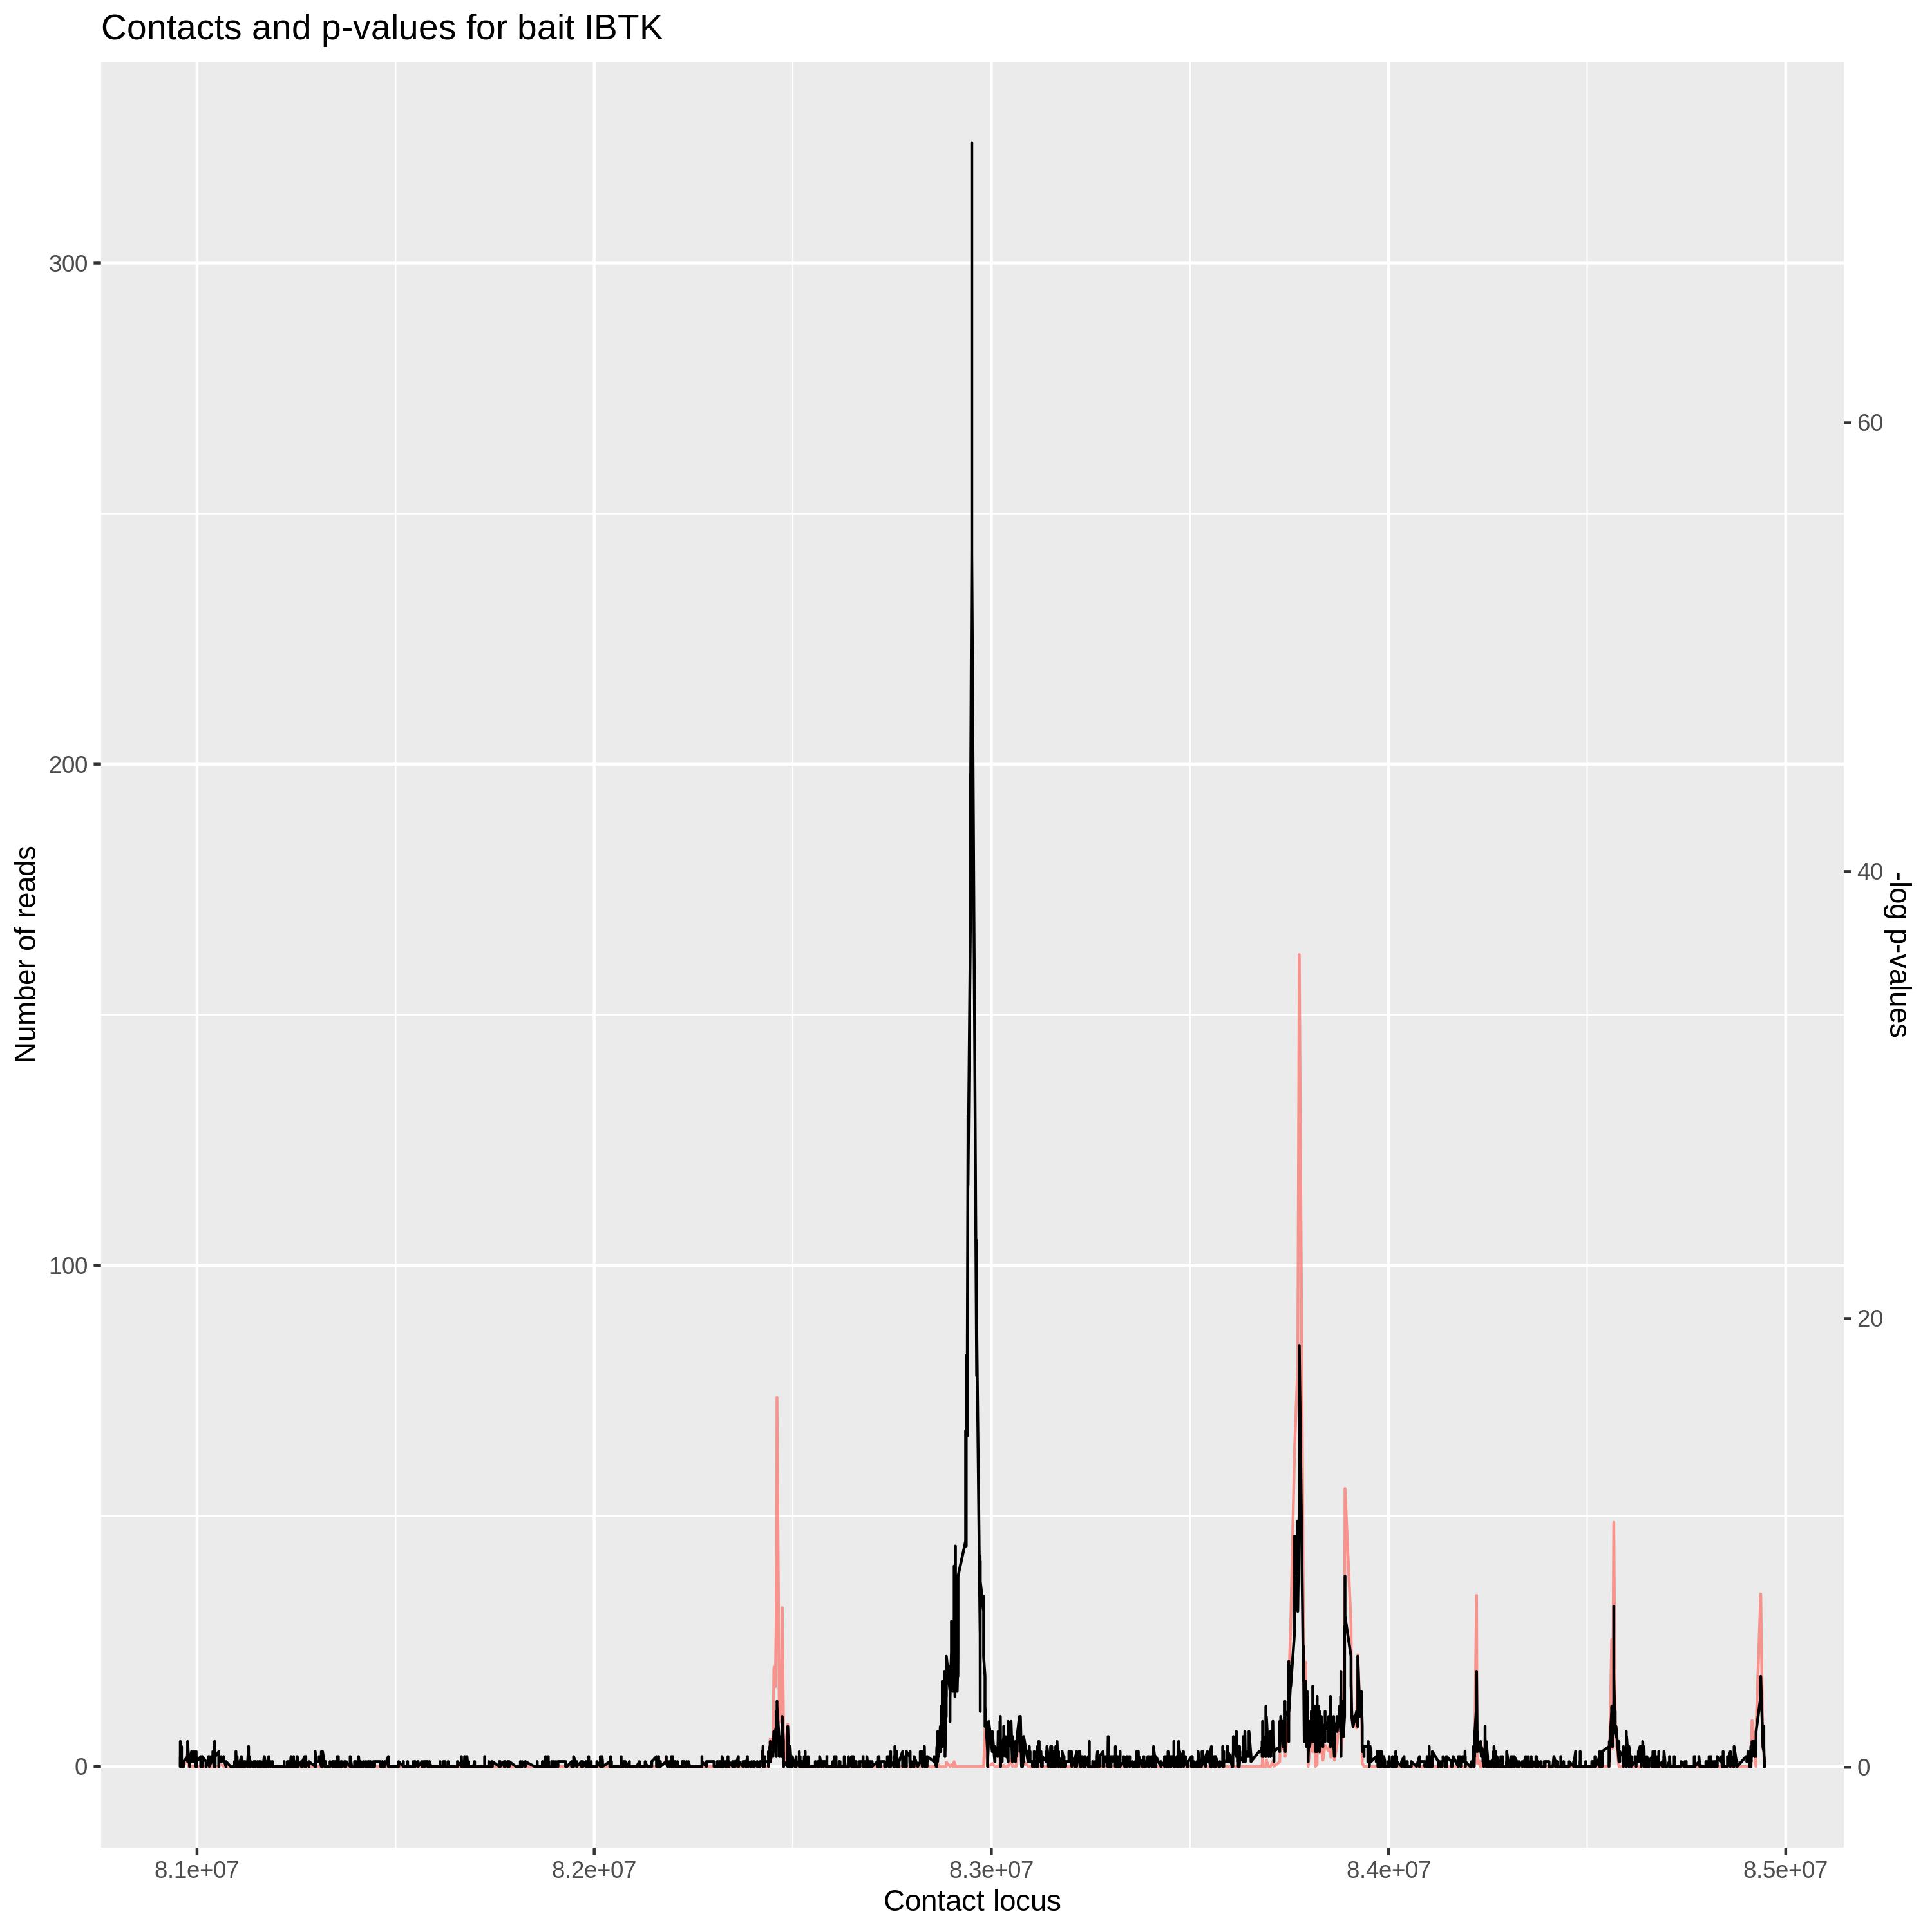 Contacts and p-values for bait IBTK
300
200
100
0
Number of reads
60
40
20
0
-log p-values
8.1e+07 8.2e+07 8.3e+07 8.4e+07 8.5e+07
Contact locus